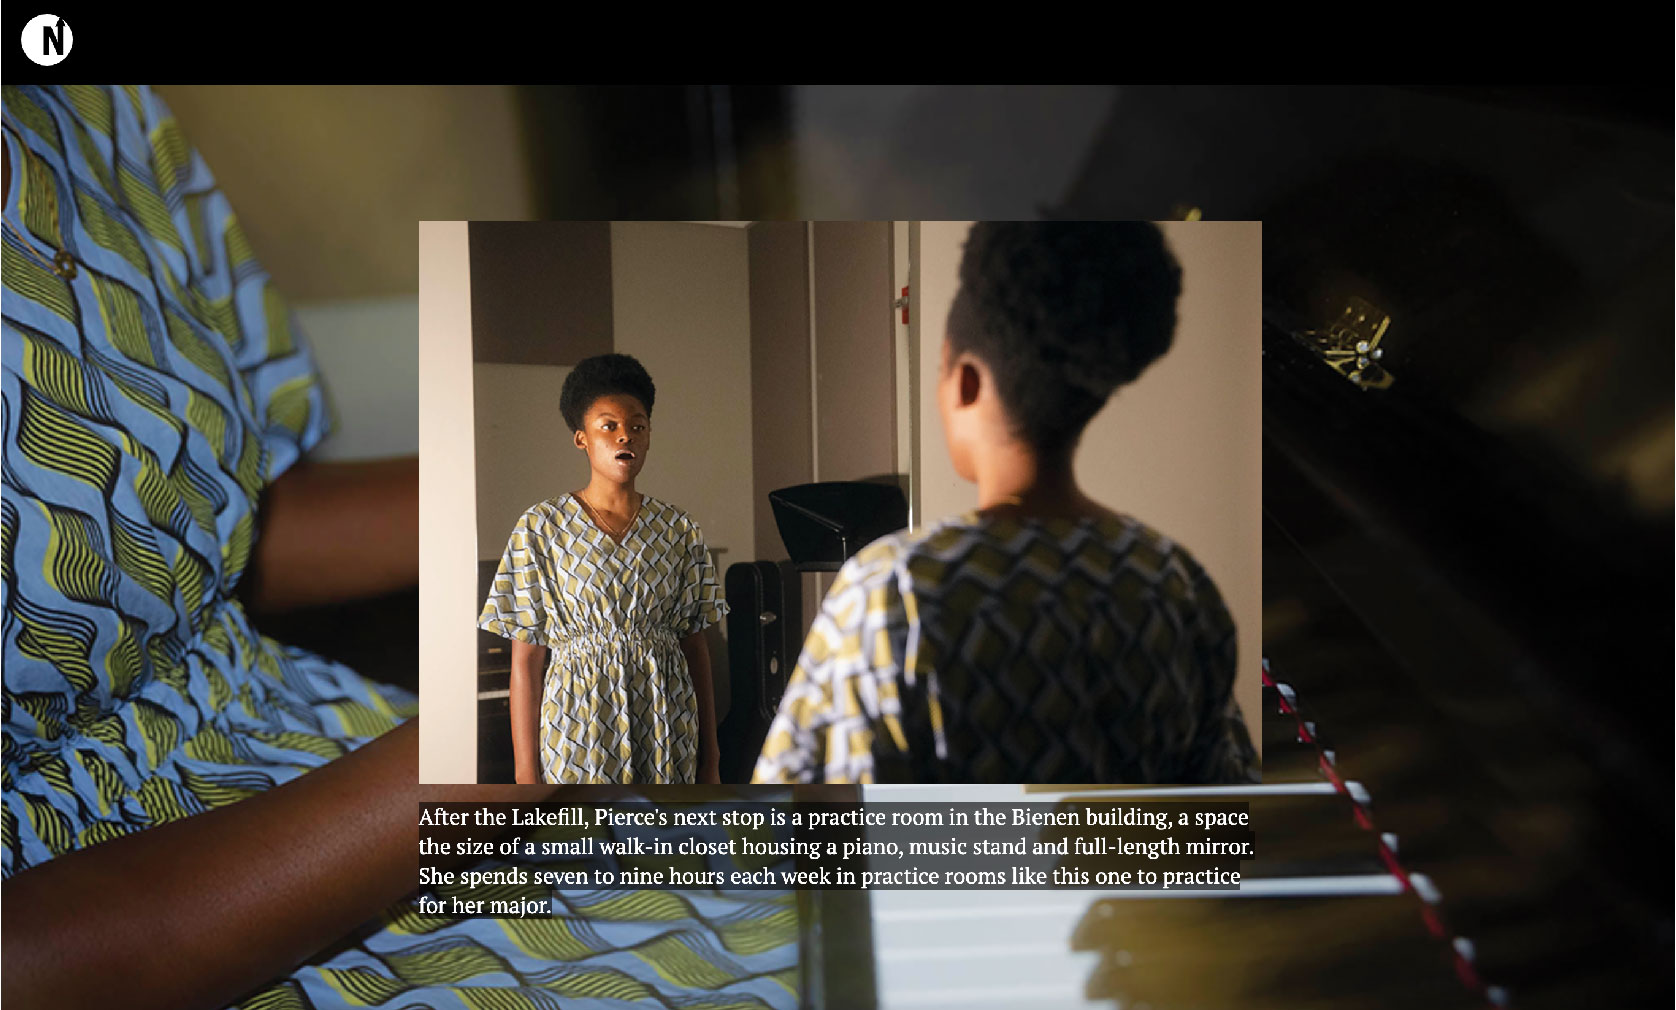 N
After the Lakefill, Pierce's next stop is a practice room in the Bienen building, a space
the size of a small walk-in closet housing a piano, music stand and full-length mirror.
She spends seven to nine hours each week in practice rooms like this one to practice
for her major.